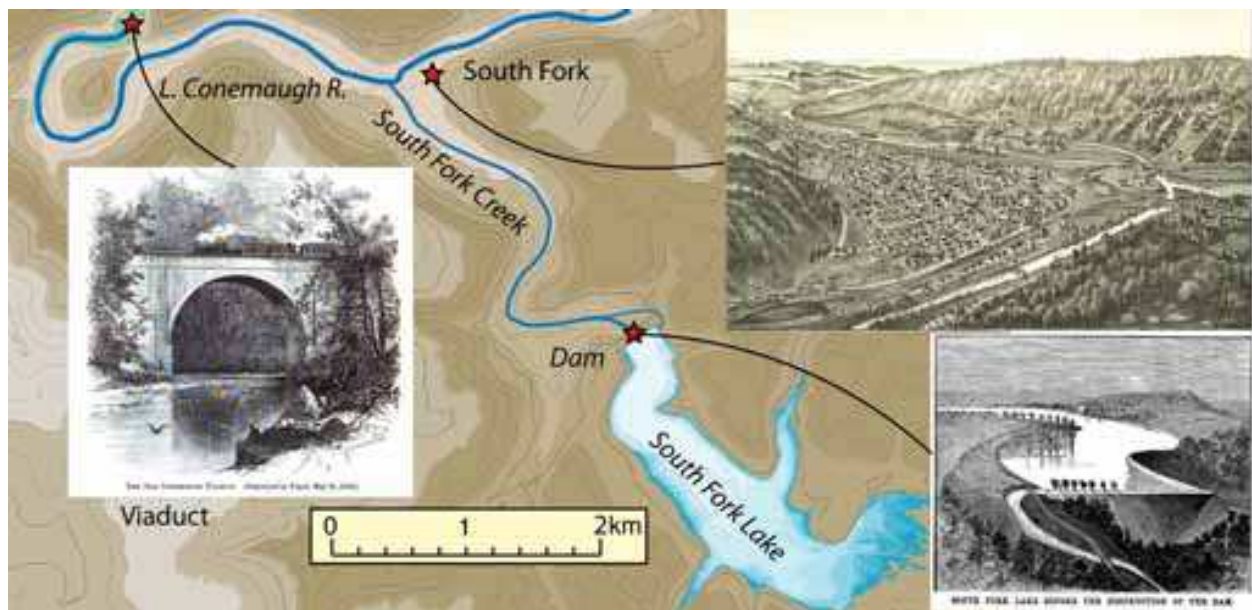 South Fork
L. Conemaugh R.
South Fork Creek
Dam
South Fork Lake
Viaduct
0 1 2km
SOUTH FORK LAKE BEFORE THE DESTRUCTION OF THE DAM.